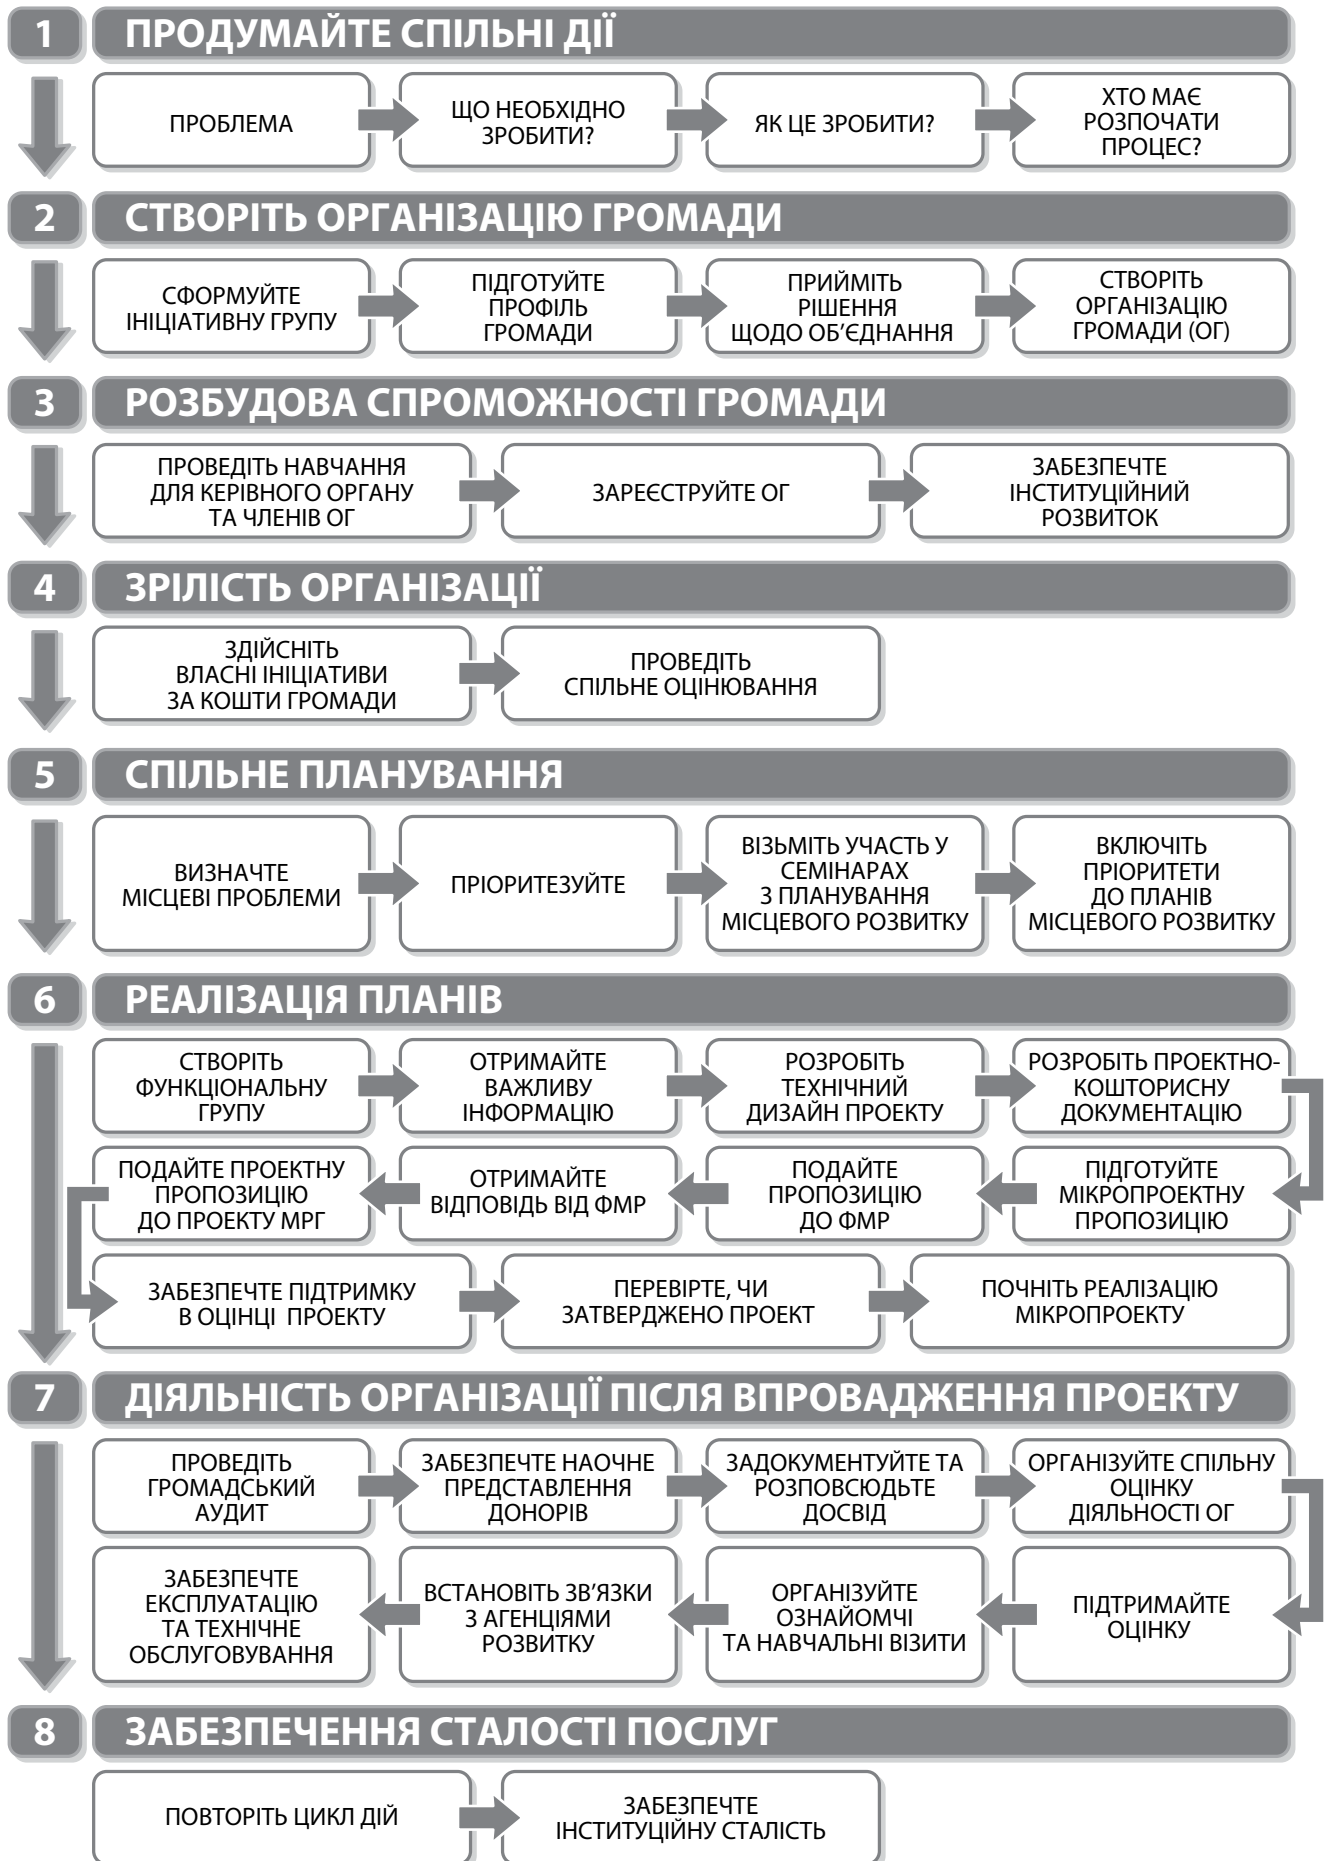 1
ПРОДУМАЙТЕ СПІЛЬНІ ДІЇ
ПРОБЛЕМА
ЩО НЕОБХІДНО
ЗРОБИТИ?
ЯК ЦЕ ЗРОБИТИ?
ХТО МАЄ
РОЗПОЧАТИ
ПРОЦЕС?
2
СТВОРІТЬ ОРГАНІЗАЦІЮ ГРОМАДИ
СФОРМУЙТЕ
ІНІЦІАТИВНУ ГРУПУ
ПІДГОТУЙТЕ
ПРОФІЛЬ
ГРОМАДИ
ПРИЙМІТЬ
РІШЕННЯ
ЩОДО ОБ’ЄДНАННЯ
СТВОРІТЬ
ОРГАНІЗАЦІЮ
ГРОМАДИ (ОГ)
3
РОЗБУДОВА СПРОМОЖНОСТІ ГРОМАДИ
ПРОВЕДІТЬ НАВЧАННЯ
ДЛЯ КЕРІВНОГО ОРГАНУ
ТА ЧЛЕНІВ ОГ
ЗАРЕЄСТРУЙТЕ ОГ
ЗАБЕЗПЕЧТЕ
ІНСТИТУЦІЙНИЙ
РОЗВИТОК
4
ЗРІЛІСТЬ ОРГАНІЗАЦІЇ
ЗДІЙСНІТЬ
ВЛАСНІ ІНІЦІАТИВИ
ЗА КОШТИ ГРОМАДИ
ПРОВЕДІТЬ
СПІЛЬНЕ ОЦІНЮВАННЯ
5
СПІЛЬНЕ ПЛАНУВАННЯ
ВИЗНАЧТЕ
МІСЦЕВІ ПРОБЛЕМИ
ПРІОРИТЕЗУЙТЕ
ВІЗЬМІТЬ УЧАСТЬ У
СЕМІНАРАХ
З ПЛАНУВАННЯ
МІСЦЕВОГО РОЗВИТКУ
ВКЛЮЧІТЬ
ПРІОРИТЕТИ
ДО ПЛАНІВ
МІСЦЕВОГО РОЗВИТКУ
6
РЕАЛІЗАЦІЯ ПЛАНІВ
СТВОРІТЬ
ФУНКЦІОНАЛЬНУ
ГРУПУ
ОТРИМАЙТЕ
ВАЖЛИВУ
ІНФОРМАЦІЮ
РОЗРОБІТЬ
ТЕХНІЧНИЙ
ДИЗАЙН ПРОЕКТУ
РОЗРОБІТЬ ПРОЕКТНО-
КОШТОРИСНУ
ДОКУМЕНТАЦІЮ
ПІДГОТУЙТЕ
МІКРОПРОЕКТНУ
ПРОПОЗИЦІЮ
ПОДАЙТЕ
ПРОПОЗИЦІЮ
ДО ФМР
ОТРИМАЙТЕ
ВІДПОВІДЬ ВІД ФМР
ПОДАЙТЕ ПРОЕКТНУ
ПРОПОЗИЦІЮ
ДО ПРОЕКТУ МРГ
ЗАБЕЗПЕЧТЕ ПІДТРИМКУ
В ОЦІНЦІ ПРОЕКТУ
ПЕРЕВІРТЕ, ЧИ
ЗАТВЕРДЖЕНО ПРОЕКТ
ПОЧНІТЬ РЕАЛІЗАЦІЮ
МІКРОПРОЕКТУ
7
ДІЯЛЬНІСТЬ ОРГАНІЗАЦІЇ ПІСЛЯ ВПРОВАДЖЕННЯ ПРОЕКТУ
ПРОВЕДІТЬ
ГРОМАДСЬКИЙ
АУДИТ
ЗАБЕЗПЕЧТЕ НАОЧНЕ
ПРЕДСТАВЛЕННЯ
ДОНОРІВ
ЗАДОКУМЕНТУЙТЕ ТА
РОЗПОВСЮДЬТЕ
ДОСВІД
ОРГАНІЗУЙТЕ СПІЛЬНУ
ОЦІНКУ
ДІЯЛЬНОСТІ ОГ
ПІДТРИМАЙТЕ
ОЦІНКУ
ОРГАНІЗУЙТЕ
ОЗНАЙОМЧІ
ТА НАВЧАЛЬНІ ВІЗИТИ
ВСТАНОВІТЬ ЗВ’ЯЗКИ
З АГЕНЦІЯМИ
РОЗВИТКУ
ЗАБЕЗПЕЧТЕ
ЕКСПЛУАТАЦІЮ
ТА ТЕХНІЧНЕ
ОБСЛУГОВУВАННЯ
8
ЗАБЕЗПЕЧЕННЯ СТАЛОСТІ ПОСЛУГ
ПОВТОРІТЬ ЦИКЛ ДІЙ
ЗАБЕЗПЕЧТЕ
ІНСТИТУЦІЙНУ СТАЛІСТЬ